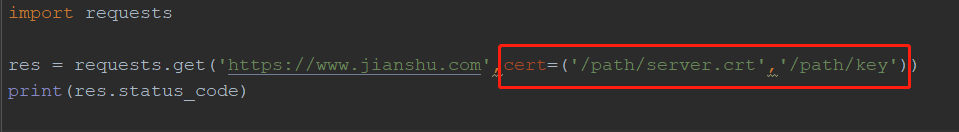 import requests
res = requests.get('https://www.jianshu.com',cert=('/path/server.crt','/path/key'))
print(res.status_code)